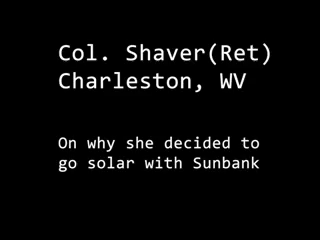 Col. Shaver(Ret)
Charleston, WV
On why she decided to
go solar with Sunbank